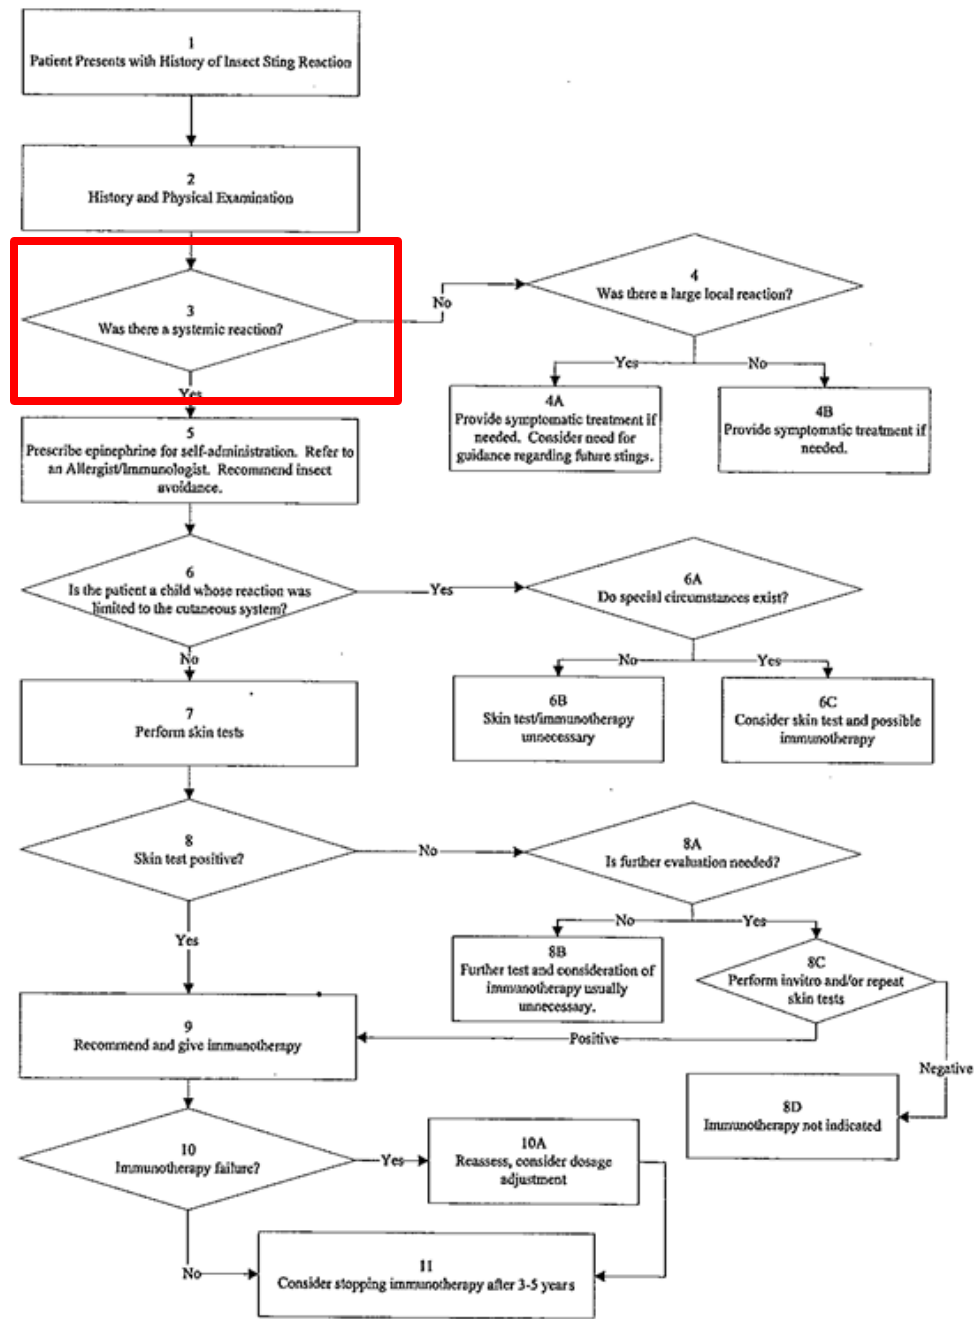 1
Patient Presents with History of Insect Sting Reaction
2
History and Physical Examination
3
Was there a systemic reaction?
No
Yes
4
Was there a large local reaction?
Yes
No
4A
Provide symptomatic treatment if
needed. Consider need for
guidance regarding future stings.
4B
Provide symptomatic treatment if
needed.
5
Prescribe epinephrine for self-administration. Refer to
an Allergist/Immunologist. Recommend insect
avoidance.
6
Is the patient a child whose reaction was
limited to the cutaneous system?
Yes
No
6A
Do special circumstances exist?
No
Yes
6B
Skin test/immunotherapy
unnecessary
6C
Consider skin test and possible
immunotherapy
7
Perform skin tests
8
Skin test positive?
No
Yes
8A
Is further evaluation needed?
No
Yes
8B
Further test and consideration of
immunotherapy usually
unnecessary.
8C
Perform invitro and/or repeat
skin tests
Positive
Negative
8D
Immunotherapy not indicated
9
Recommend and give immunotherapy
10
Immunotherapy failure?
Yes
No
10A
Reassess, consider dosage
adjustment
11
Consider stopping immunotherapy after 3-5 years